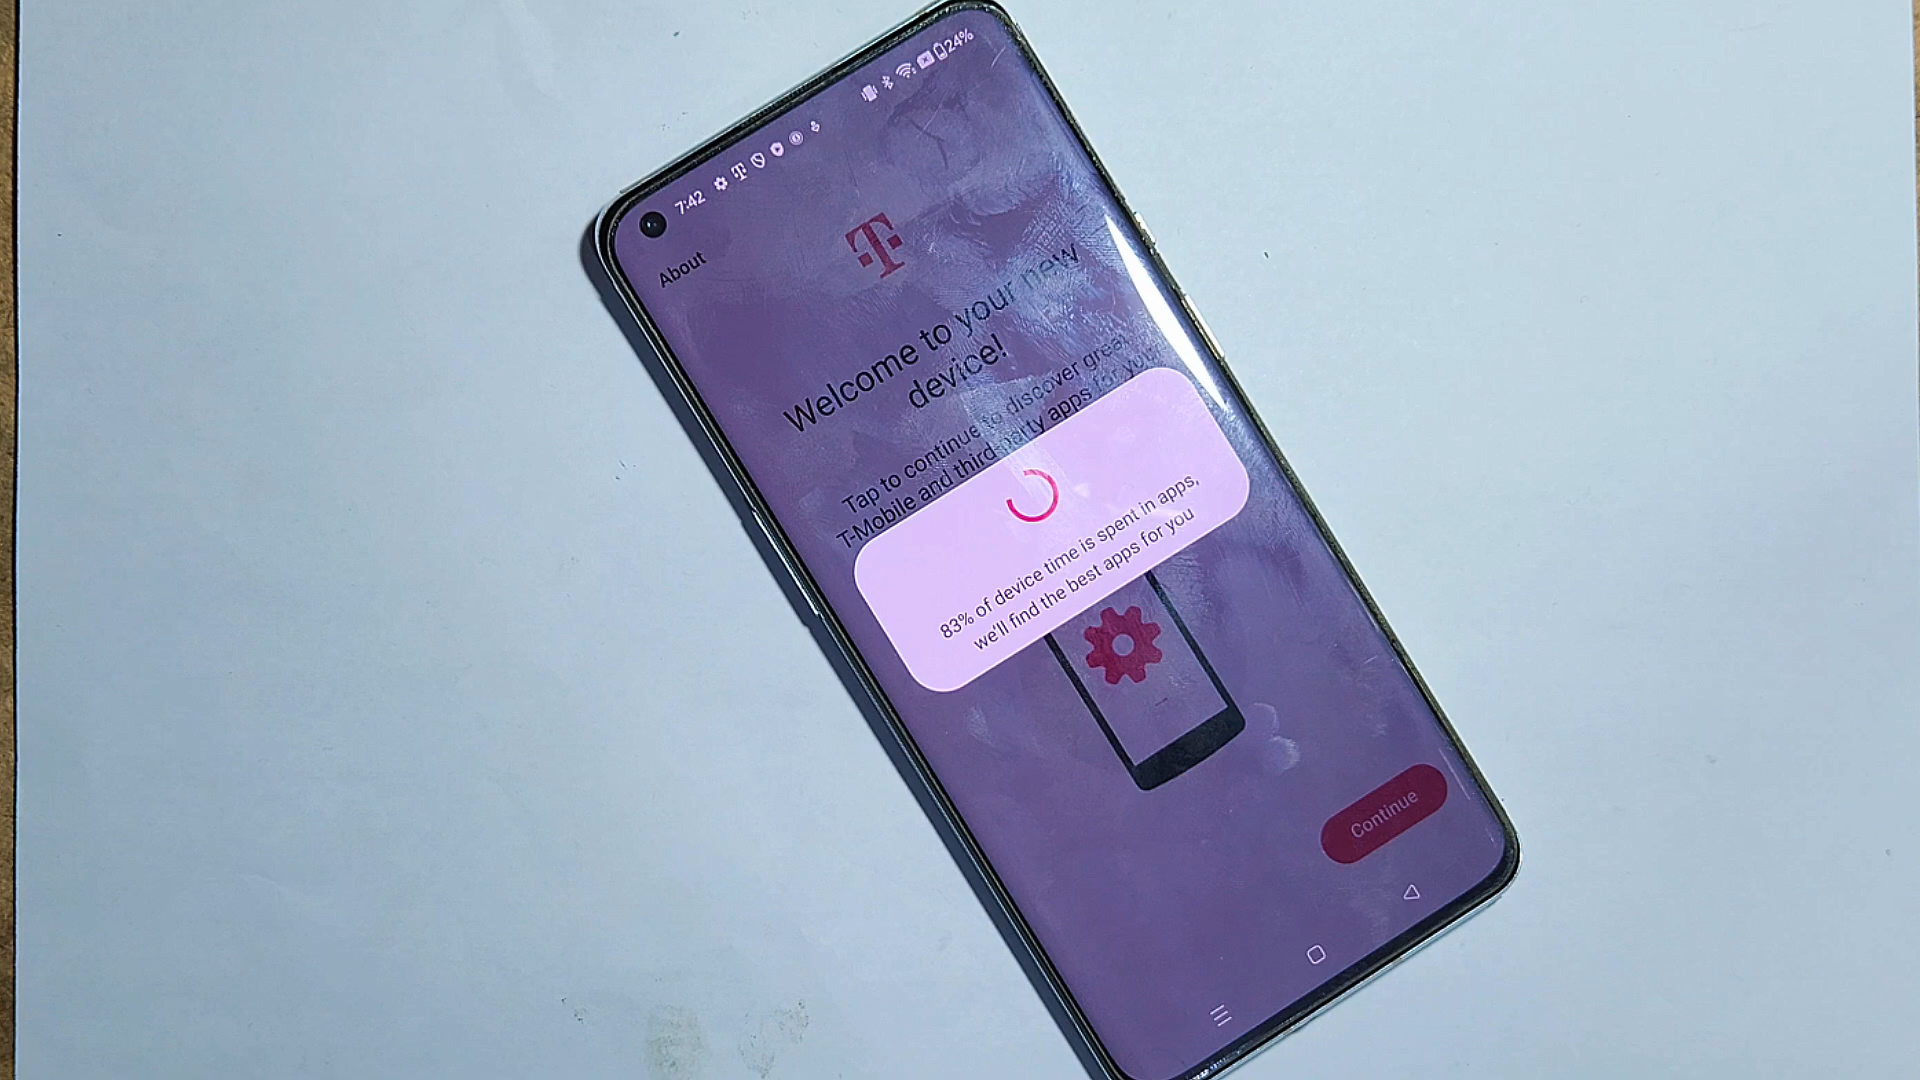 7:42
24%
About
Welcome to your new
device!
Tap to continue to discover great
T-Mobile and third-party apps for you
83% of device time is spent in apps,
we'll find the best apps for you
Continue